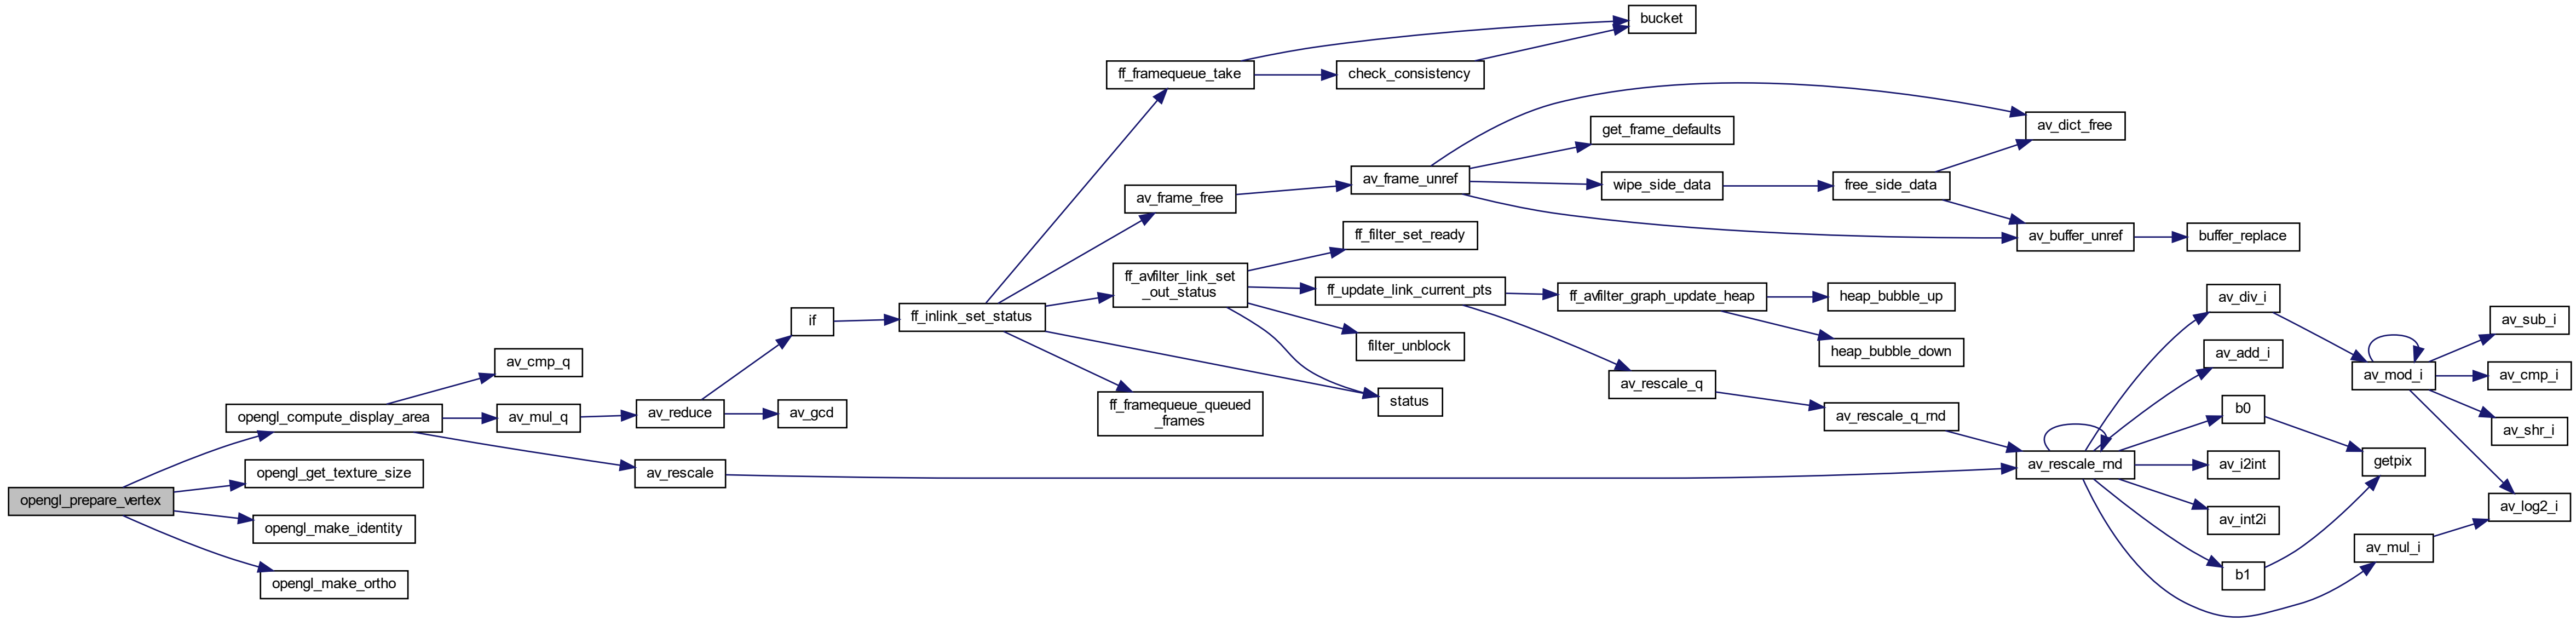 opengl_prepare_vertex
opengl_compute_display_area
opengl_get_texture_size
opengl_make_identity
opengl_make_ortho
av_cmp_q
av_mul_q
av_rescale
av_reduce
if
av_gcd
ff_inlink_set_status
ff_framequeue_take
av_frame_free
ff_avfilter_link_set
_out_status
ff_framequeue_queued
_frames
bucket
check_consistency
av_frame_unref
get_frame_defaults
wipe_side_data
free_side_data
av_dict_free
av_buffer_unref
buffer_replace
ff_filter_set_ready
ff_update_link_current_pts
filter_unblock
status
ff_avfilter_graph_update_heap
heap_bubble_up
heap_bubble_down
av_rescale_q
av_rescale_q_rnd
av_rescale_rnd
av_div_i
av_add_i
b0
av_i2int
av_int2i
b1
av_mod_i
getpix
av_mul_i
av_sub_i
av_cmp_i
av_shr_i
av_log2_i